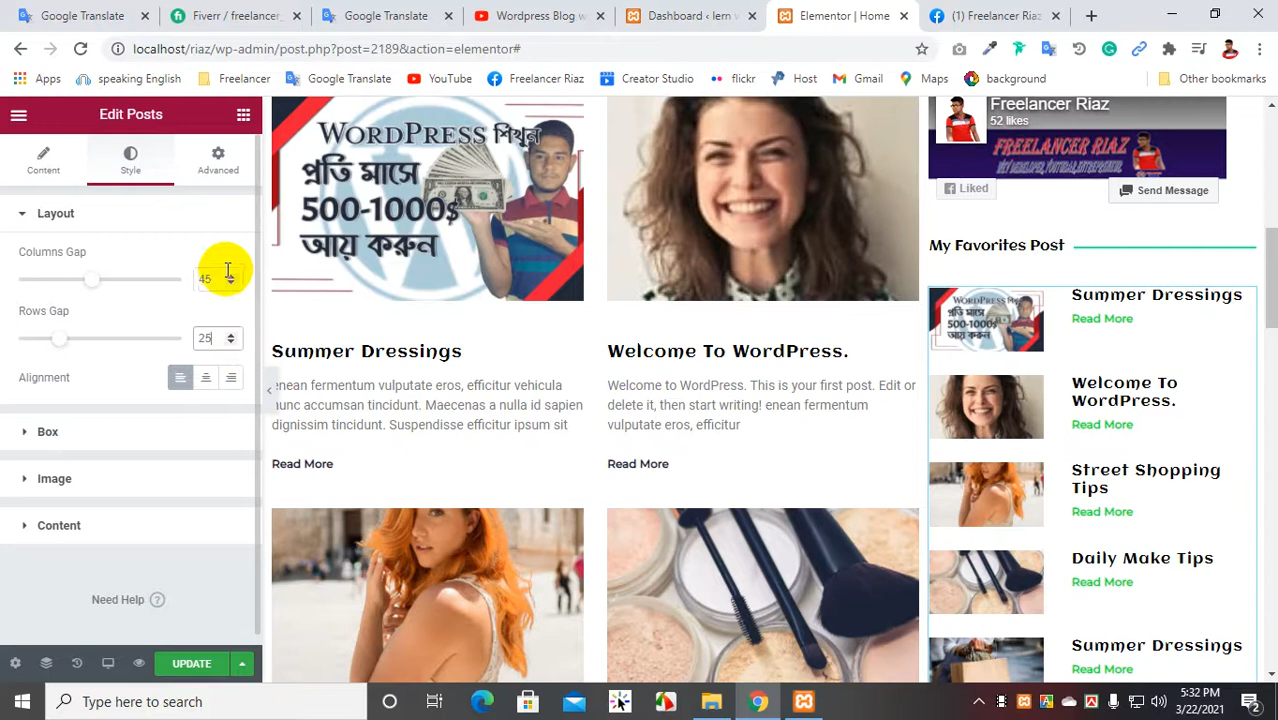 Google Translate
Fiverr / freelancer_
Google Translate
Wordpress Blog w
Dashboard ‹ lern v
Elementor | Home
(1) Freelancer Riaz
localhost/riaz/wp-admin/post.php?post=2189&action=elementor#
Apps
speaking English
Freelancer
Google Translate
YouTube
Freelancer Riaz
Creator Studio
flickr
Host
Gmail
Maps
background
Other bookmarks
Edit Posts
Content
Style
Advanced
Layout
Columns Gap
45
Rows Gap
25
Alignment
Box
Image
Content
Need Help
UPDATE
WORDPRESS শিখুন
প্রতি মাসে
500-1000$
আয় করুন
Summer Dressings
enean fermentum vulputate eros, efficitur vehicula
nunc accumsan tincidunt. Maecenas a nulla id sapien
dignissim tincidunt. Suspendisse efficitur ipsum sit
Read More
Welcome To WordPress.
Welcome to WordPress. This is your first post. Edit or
delete it, then start writing! enean fermentum
vulputate eros, efficitur
Read More
Freelancer Riaz
52 likes
FREELANCER RIAZ
Liked
Send Message
My Favorites Post
WORDPRESS শিখুন
প্রতি মাসে
500-1000$
আয় করুন
Summer Dressings
Read More
Welcome To
WordPress.
Read More
Street Shopping
Tips
Read More
Daily Make Tips
Read More
Summer Dressings
Read More
Type here to search
5:32 PM
3/22/2021
2